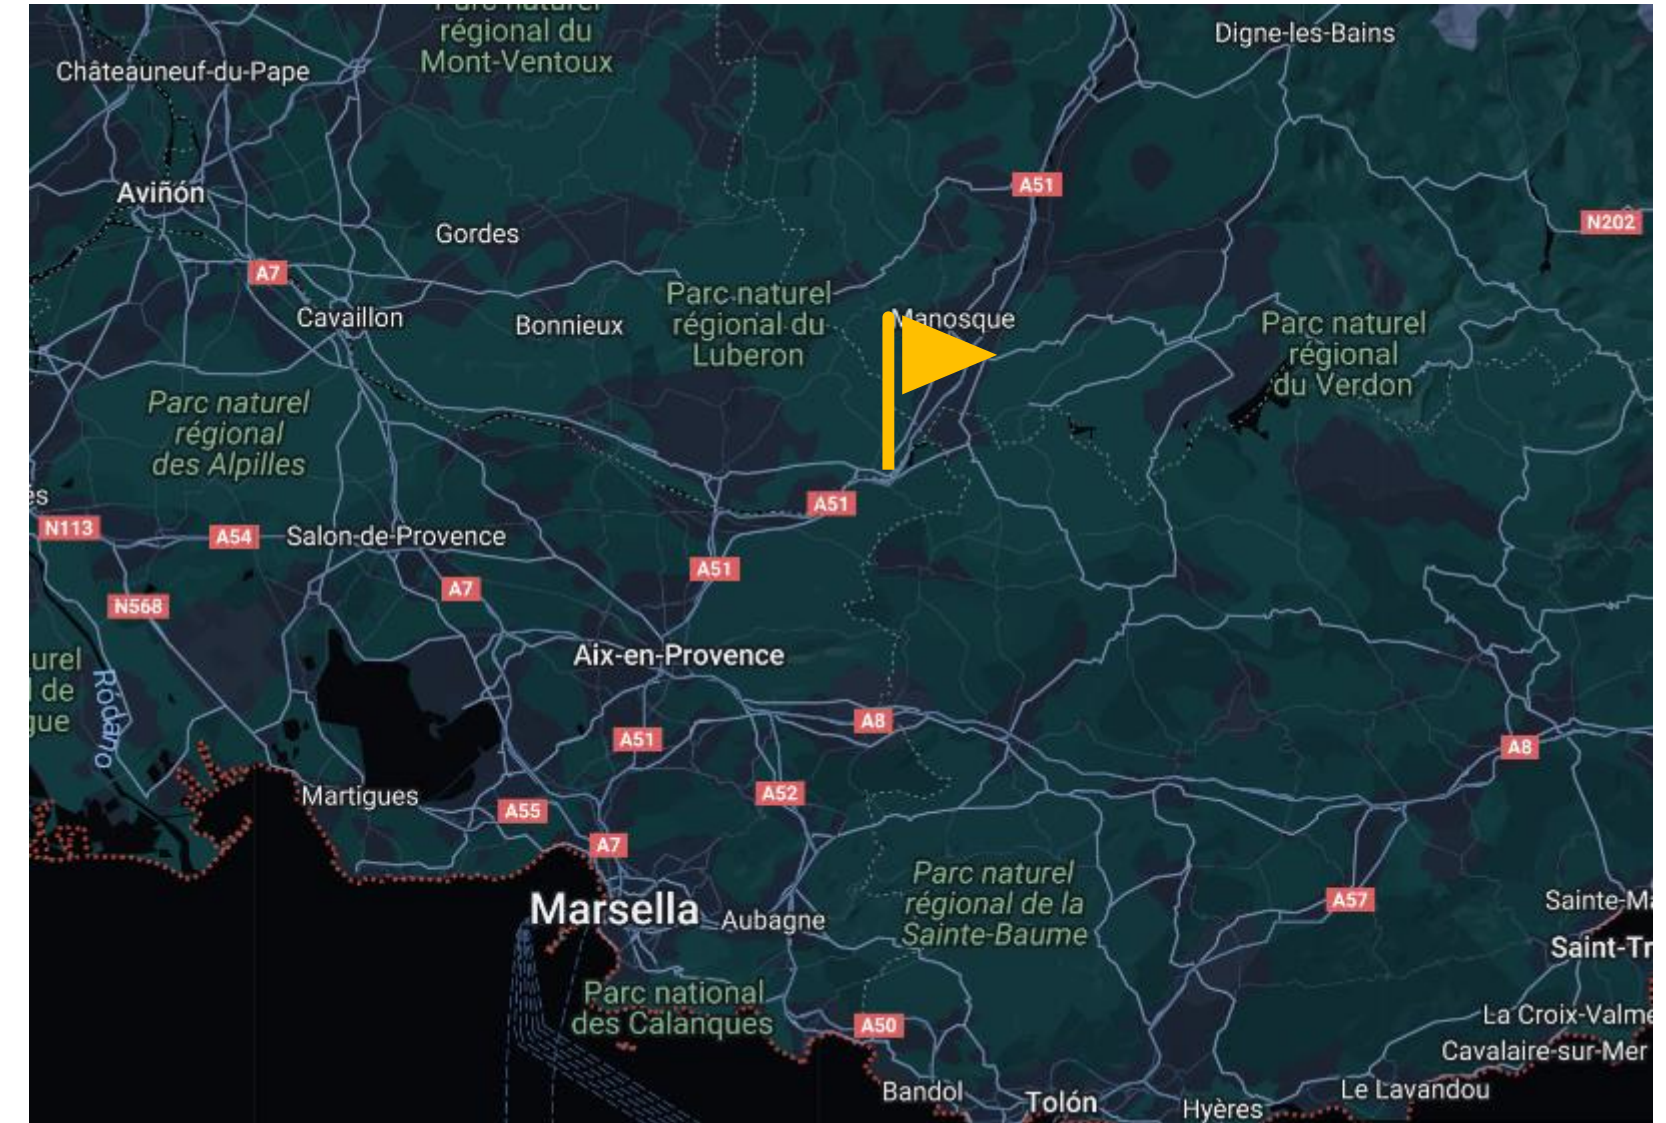 régional du
Mont-Ventoux
Digne-les-Bains
Châteauneuf-du-Pape
Aviñón
A51
N202
Gordes
A7
Parc naturel
régional du
Luberon
Cavaillon
Bonnieux
Manosque
Parc naturel
régional
du Verdon
Parc naturel
régional
des Alpilles
A51
N113
A54
Salon-de-Provence
A51
A7
N568
Aix-en-Provence
Ródano
A8
A51
A8
Martigues
A52
A55
A7
Parc naturel
régional de la
Sainte-Baume
A57
Marsella
Aubagne
Parc national
des Calanques
A50
La Croix-Valme
Cavalaire-sur-Mer
Bandol
Tolón
Hyères
Le Lavandou